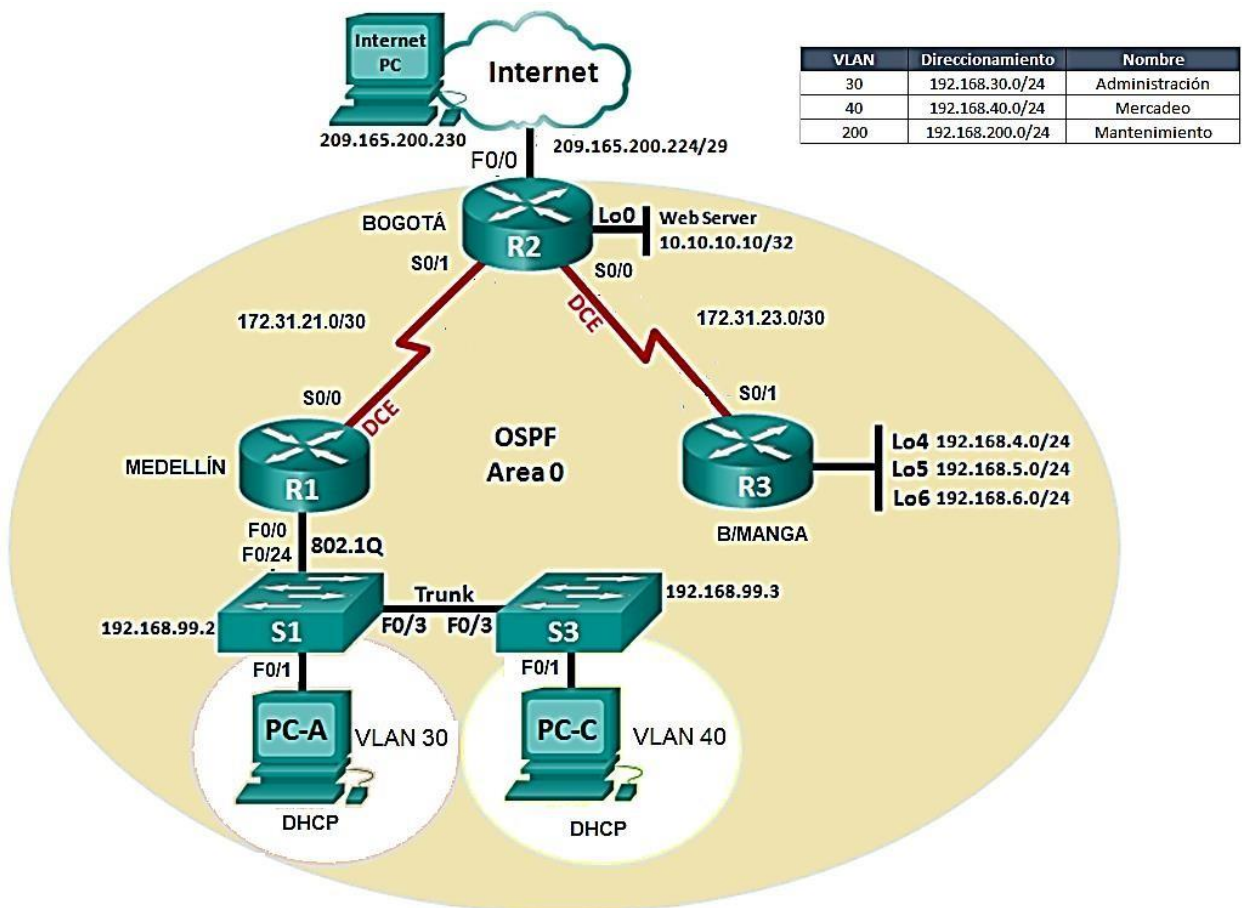 Internet
PC
Internet
209.165.200.230
209.165.200.224/29
F0/0
VLAN Direccionamiento Nombre
30 192.168.30.0/24 Administración
40 192.168.40.0/24 Mercadeo
200 192.168.200.0/24 Mantenimiento
BOGOTÁ
R2
Lo0
Web Server
10.10.10.10/32
S0/1
S0/0
DCE
172.31.21.0/30
172.31.23.0/30
S0/0
DCE
S0/1
OSPF
Area 0
MEDELLÍN
R1
R3
B/MANGA
Lo4 192.168.4.0/24
Lo5 192.168.5.0/24
Lo6 192.168.6.0/24
F0/0
F0/24
802.1Q
Trunk
192.168.99.2
S1
F0/3 F0/3
S3
192.168.99.3
F0/1
F0/1
PC-A
VLAN 30
DHCP
PC-C
VLAN 40
DHCP